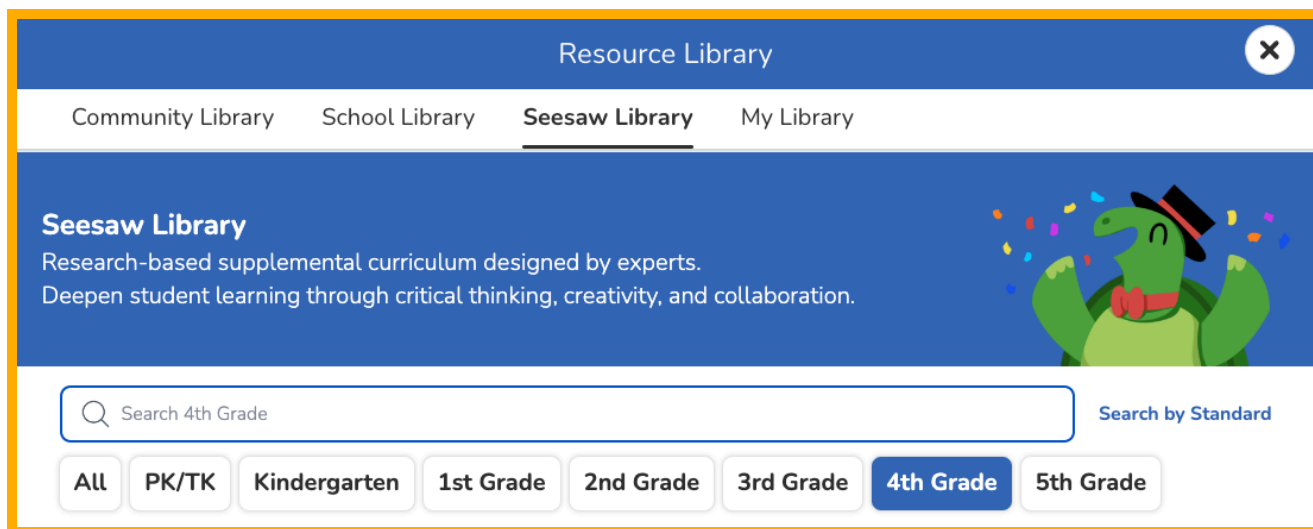 Resource Library
Community Library School Library Seesaw Library My Library
Seesaw Library
Research-based supplemental curriculum designed by experts.
Deepen student learning through critical thinking, creativity, and collaboration.
Search 4th Grade Search by Standard
All PK/TK Kindergarten 1st Grade 2nd Grade 3rd Grade 4th Grade 5th Grade